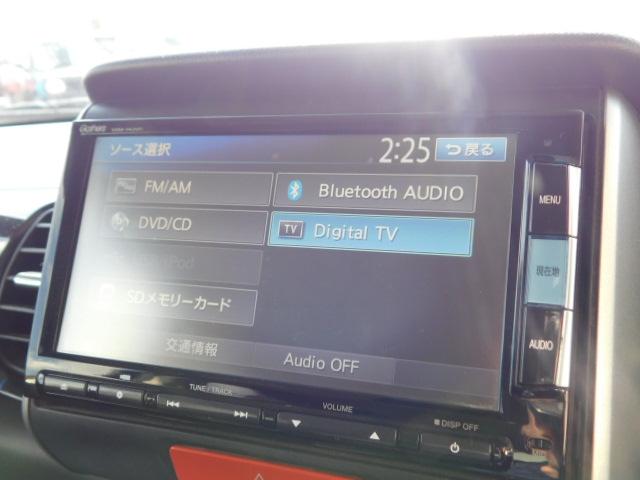 Gathers
ソース選択
2:25
戻る
FM/AM
Bluetooth AUDIO
DVD/CD
TV
Digital TV
SDメモリーカード
交通情報
Audio OFF
MENU
現在地
AUDIO
TUNE/TRACK
VOLUME
DISP OFF